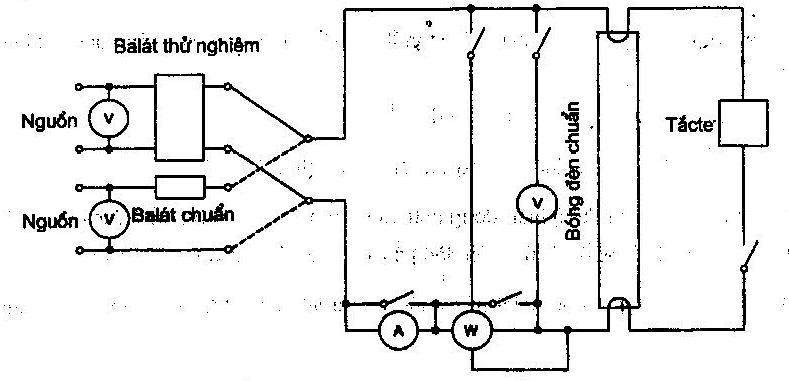 Balát thử nghiệm
Nguồn
V
Nguồn
V
Balát chuẩn
A
W
V
Bóng đèn chuẩn
Tắcte